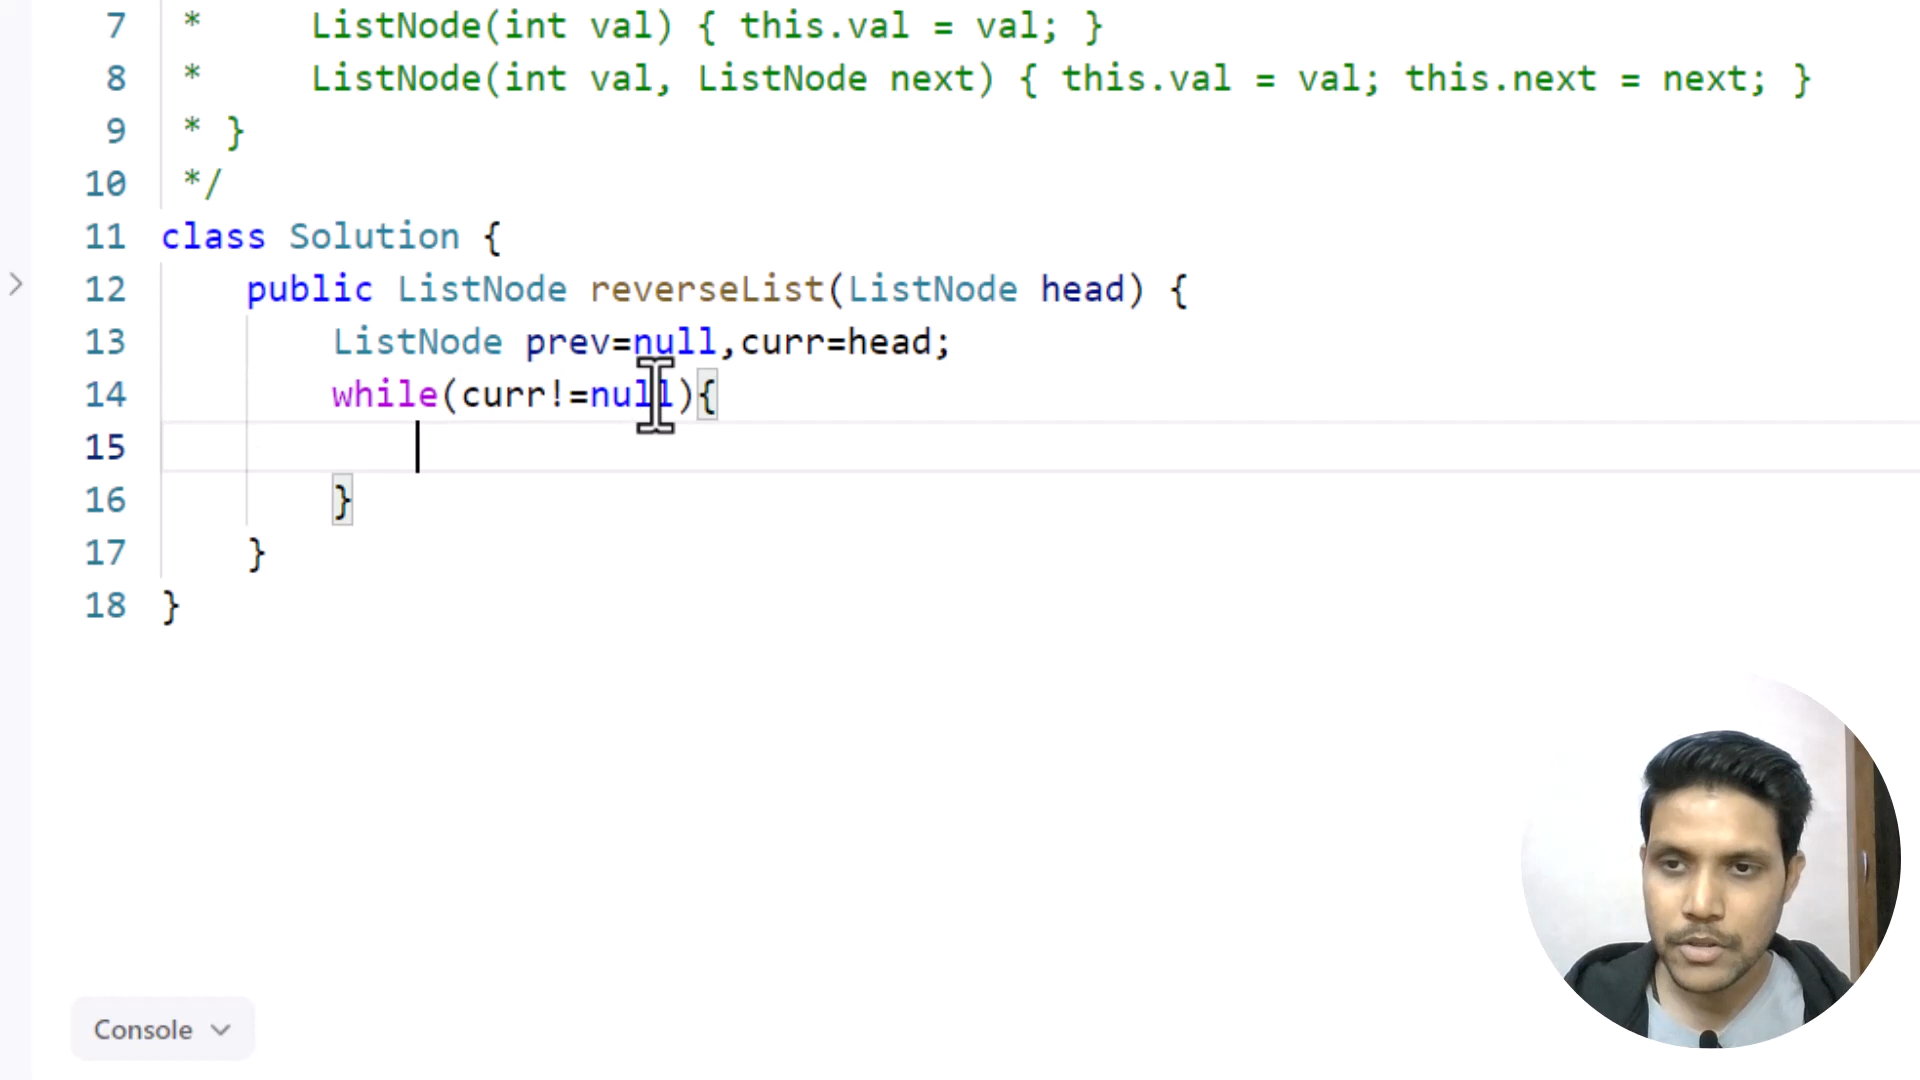 7 *     ListNode(int val) { this.val = val; }
8 *     ListNode(int val, ListNode next) { this.val = val; this.next = next; }
9 * }
10 */
11 class Solution {
12     public ListNode reverseList(ListNode head) {
13         ListNode prev=null,curr=head;
14         while(curr!=null){
15
16         }
17     }
18 }
Console